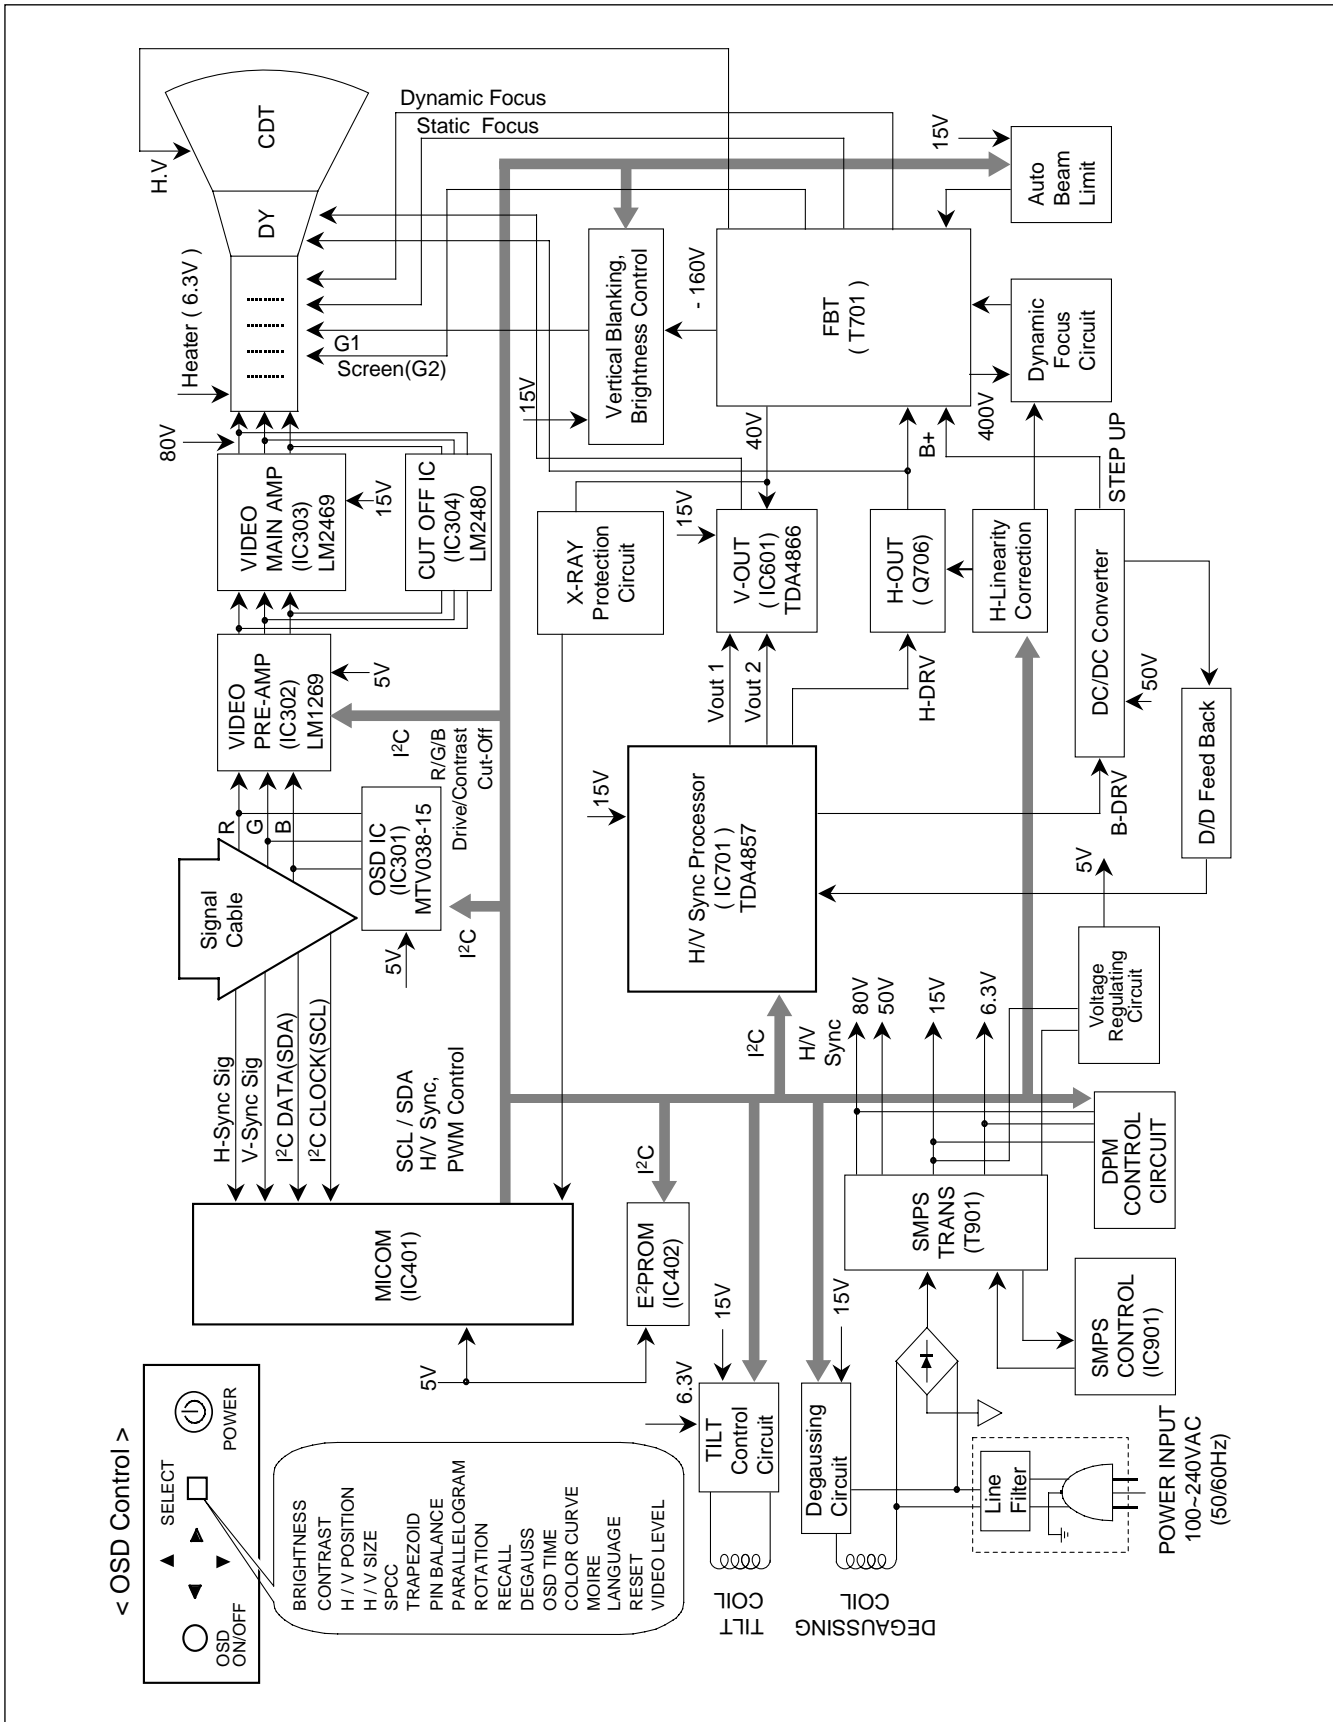 < OSD Control >
OSD
ON/OFF
SELECT
POWER
BRIGHTNESS
CONTRAST
H / V POSITION
H / V SIZE
SPCC
TRAPEZOID
PIN BALANCE
PARALLELOGRAM
ROTATION
RECALL
DEGAUSS
OSD TIME
COLOR CURVE
MOIRE
LANGUAGE
RESET
VIDEO LEVEL
MICOM
(IC401)
5V
H-Sync Sig
V-Sync Sig
I²C DATA(SDA)
I²C CLOCK(SCL)
SCL / SDA
H/V Sync,
PWM Control
Signal
Cable
R
G
B
OSD IC
(IC301)
MTV038-15
5V
I²C
VIDEO
PRE-AMP
(IC302)
LM1269
5V
I²C
R/G/B
Drive/Contrast
Cut-Off
VIDEO
MAIN AMP
(IC303)
LM2469
80V
15V
CUT OFF IC
(IC304)
LM2480
Heater ( 6.3V )
H.V
CDT
DY
Dynamic Focus
Static Focus
G1
Screen(G2)
E²PROM
(IC402)
I²C
TILT
Control
Circuit
6.3V
15V
TILT
COIL
Degaussing
Circuit
15V
DEGAUSSING
COIL
Line
Filter
POWER INPUT
100~240VAC
(50/60Hz)
SMPS
TRANS
(T901)
SMPS
CONTROL
(IC901)
DPM
CONTROL
CIRCUIT
80V
50V
15V
6.3V
Voltage
Regulating
Circuit
5V
H/V Sync Processor
( IC701 )
TDA4857
15V
I²C
H/V
Sync
Vout 1
Vout 2
H-DRV
B-DRV
X-RAY
Protection
Circuit
V-OUT
( IC601)
TDA4866
15V
40V
H-OUT
( Q706)
H-Linearity
Correction
DC/DC Converter
50V
STEP UP
D/D Feed Back
Vertical Blanking,
Brightness Control
15V
- 160V
FBT
( T701 )
B+
400V
Dynamic
Focus
Circuit
Auto
Beam
Limit
15V